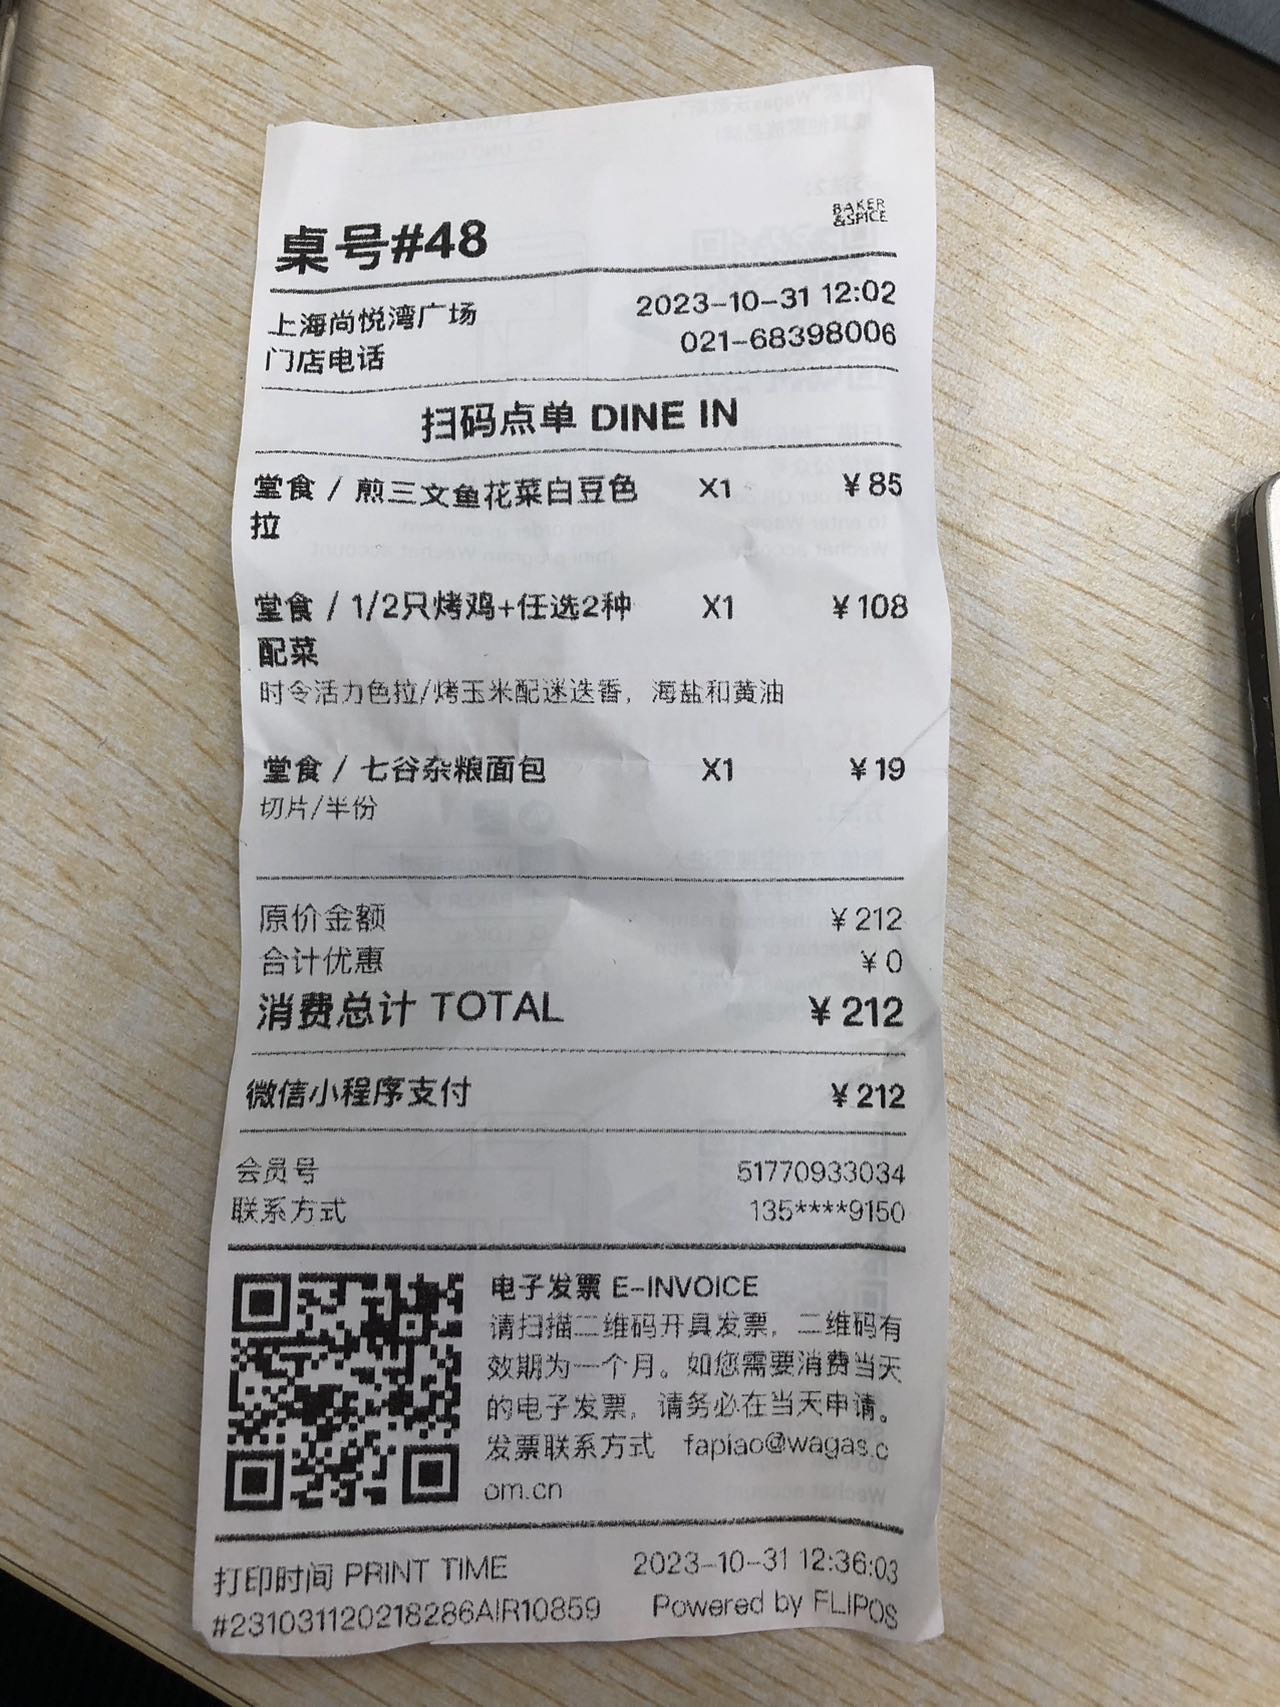 BAKER
&SPICE
桌号#48
上海尚悦湾广场 2023-10-31 12:02
门店电话 021-68398006
扫码点单 DINE IN
堂食 / 煎三文鱼花菜白豆色 X1 ¥85
拉
堂食 / 1/2只烤鸡+任选2种 X1 ¥108
配菜
时令活力色拉/烤玉米配迷迭香，海盐和黄油
堂食 / 七谷杂粮面包 X1 ¥19
切片/半份
原价金额 ¥212
合计优惠 ¥0
消费总计 TOTAL ¥212
微信小程序支付 ¥212
会员号 51770933034
联系方式 135****9150
电子发票 E-INVOICE
请扫描二维码开具发票，二维码有
效期为一个月。如您需要消费当天
的电子发票，请务必在当天申请。
发票联系方式 fapiao@wagas.c
om.cn
打印时间 PRINT TIME 2023-10-31 12:36:03
#231031120218286AIR10859 Powered by FLIPOS